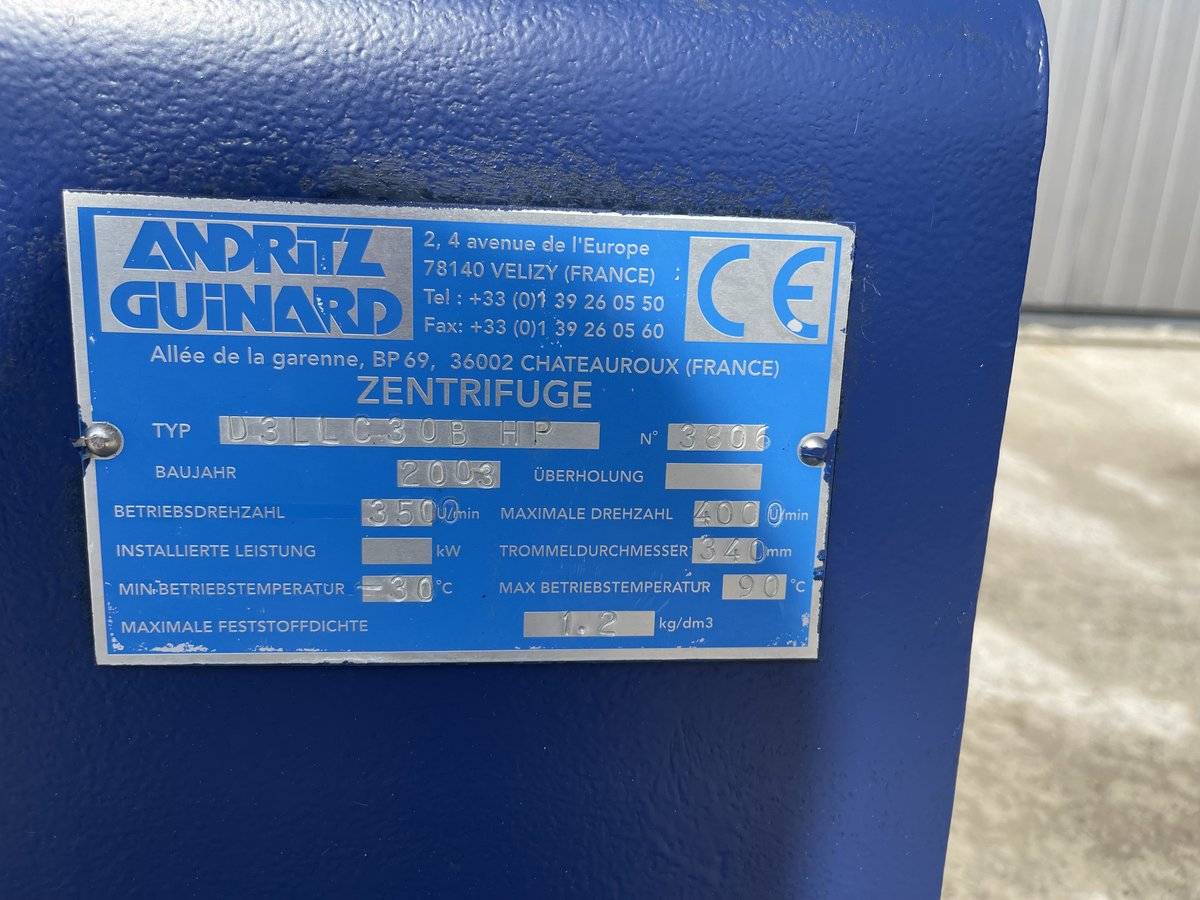 ANDRITZ
GUINARD
2, 4 avenue de l'Europe
78140 VELIZY (FRANCE)
Tel : +33 (0)1 39 26 05 50
Fax: +33 (0)1 39 26 05 60
CE
Allée de la garenne, BP 69, 36002 CHATEAUROUX (FRANCE)
ZENTRIFUGE
TYP D3LLC30B HP N° 3806
BAUJAHR 2003 ÜBERHOLUNG
BETRIEBSDREHZAHL 3500 U/min MAXIMALE DREHZAHL 4000 U/min
INSTALLIERTE LEISTUNG kW TROMMELDURCHMESSER 340 mm
MIN.BETRIEBSTEMPERATUR -30 °C MAX BETRIEBSTEMPERATUR 90 °C
MAXIMALE FESTSTOFFDICHTE 1.2 kg/dm3